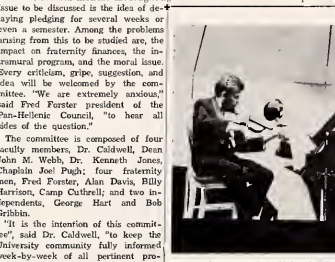 issue to be discussed is the idea of de-
aying pledging for several weeks or
even a semester. Among the problems
arising from this to be studied are, the
impact on fraternity finances, the in-
tramural program, and the moral issue.
Every criticism, gripe, suggestion, and
idea will be welcomed by the com-
mittee. "We are extremely anxious,"
said Fred Forster president of the
Pan-Hellenic Council, "to hear all
sides of the question."
The committee is composed of four
faculty members, Dr. Caldwell, Dean
John M. Webb, Dr. Kenneth Jones,
Chaplain Joel Pugh; four fraternity
men, Fred Forster, Alan Davis, Billy
Harrison, Camp Cuthrell; and two in-
dependents, George Hart and Bob
Gribbin.
"It is the intention of this commit-
tee", said Dr. Caldwell, "to keep the
University community fully informed
week-by-week of all pertinent pro-